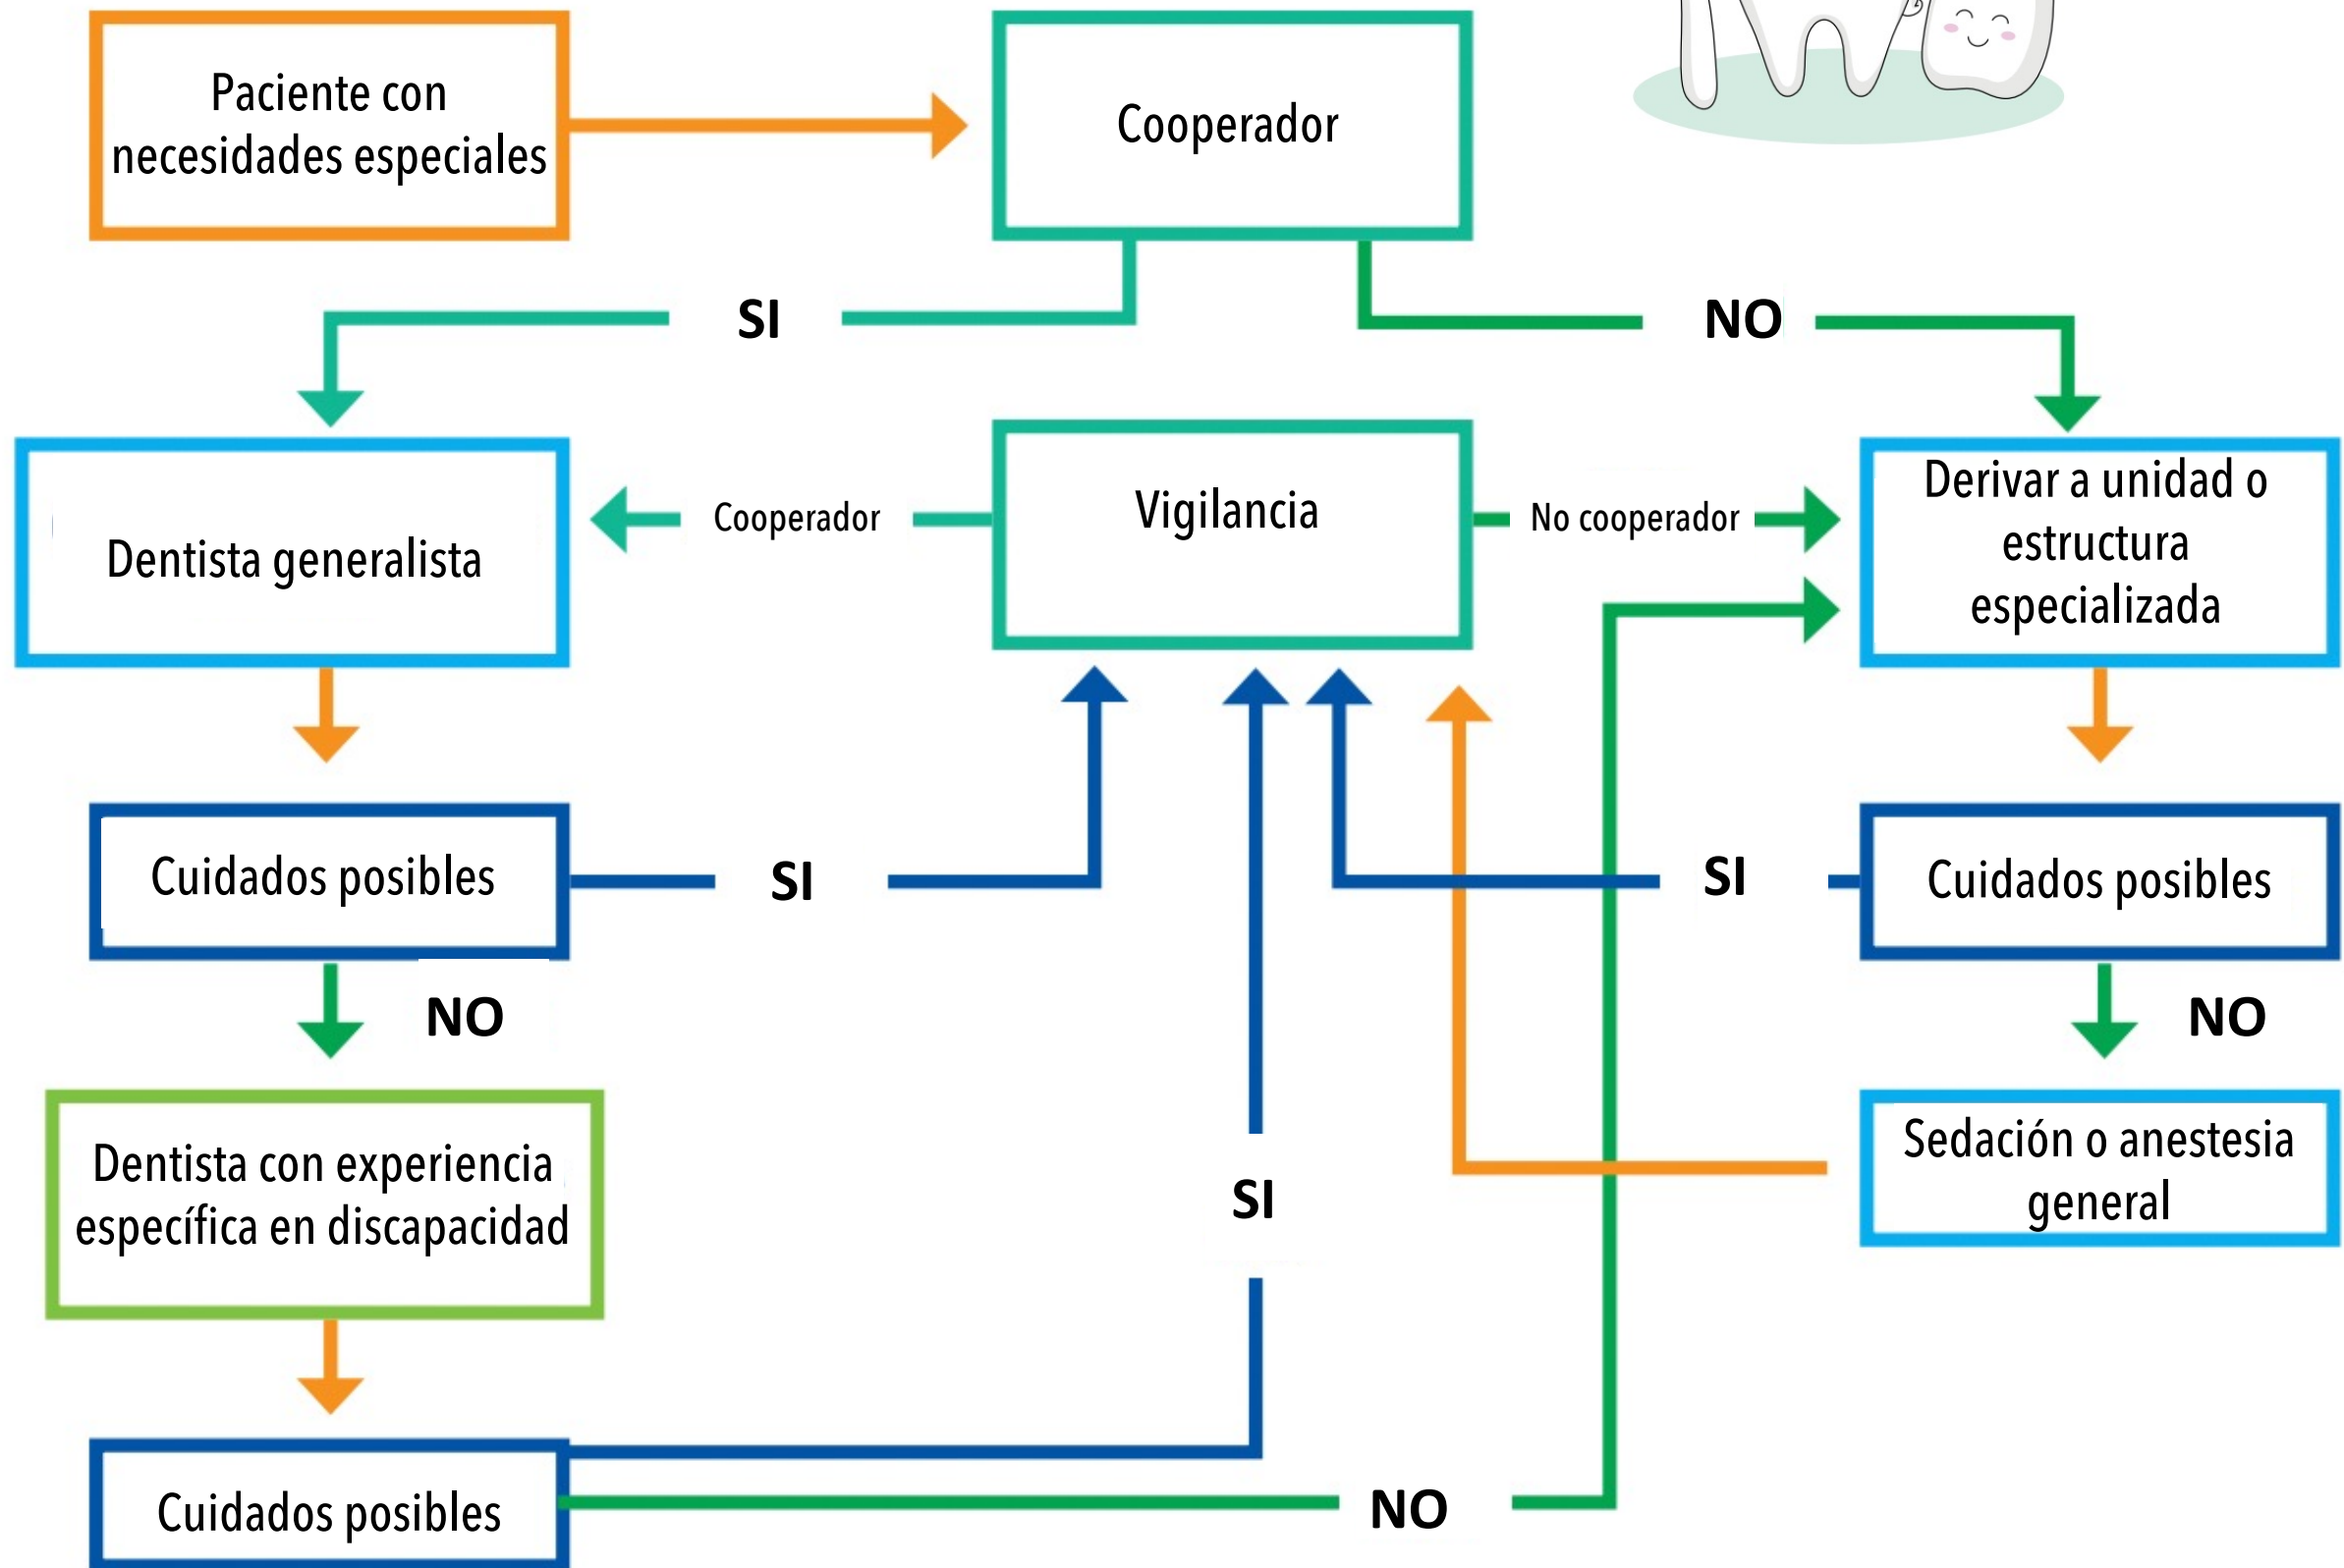 Paciente con
necesidades especiales
Cooperador
SI
NO
Dentista generalista
Cooperador
Vigilancia
No cooperador
Derivar a unidad o
estructura
especializada
Cuidados posibles
SI
SI
Cuidados posibles
NO
NO
Dentista con experiencia
específica en discapacidad
SI
Sedación o anestesia
general
Cuidados posibles
NO